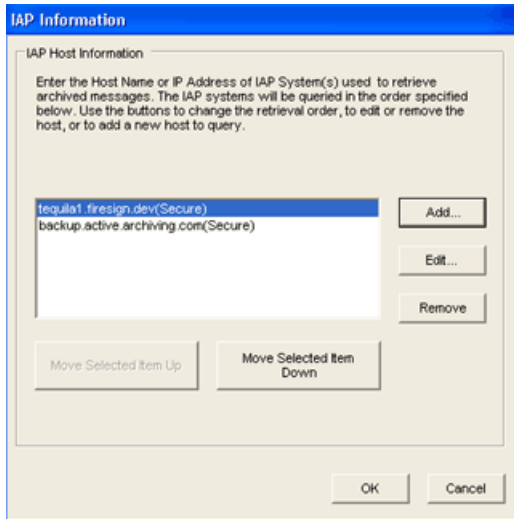 IAP Information
IAP Host Information
Enter the Host Name or IP Address of IAP System(s) used to retrieve
archived messages. The IAP systems will be queried in the order specified
below. Use the buttons to change the retrieval order, to edit or remove the
host, or to add a new host to query.
tequila1.firesign.dev(Secure)
backup.active.archiving.com(Secure)
Add...
Edit...
Remove
Move Selected Item Up
Move Selected Item
Down
OK
Cancel